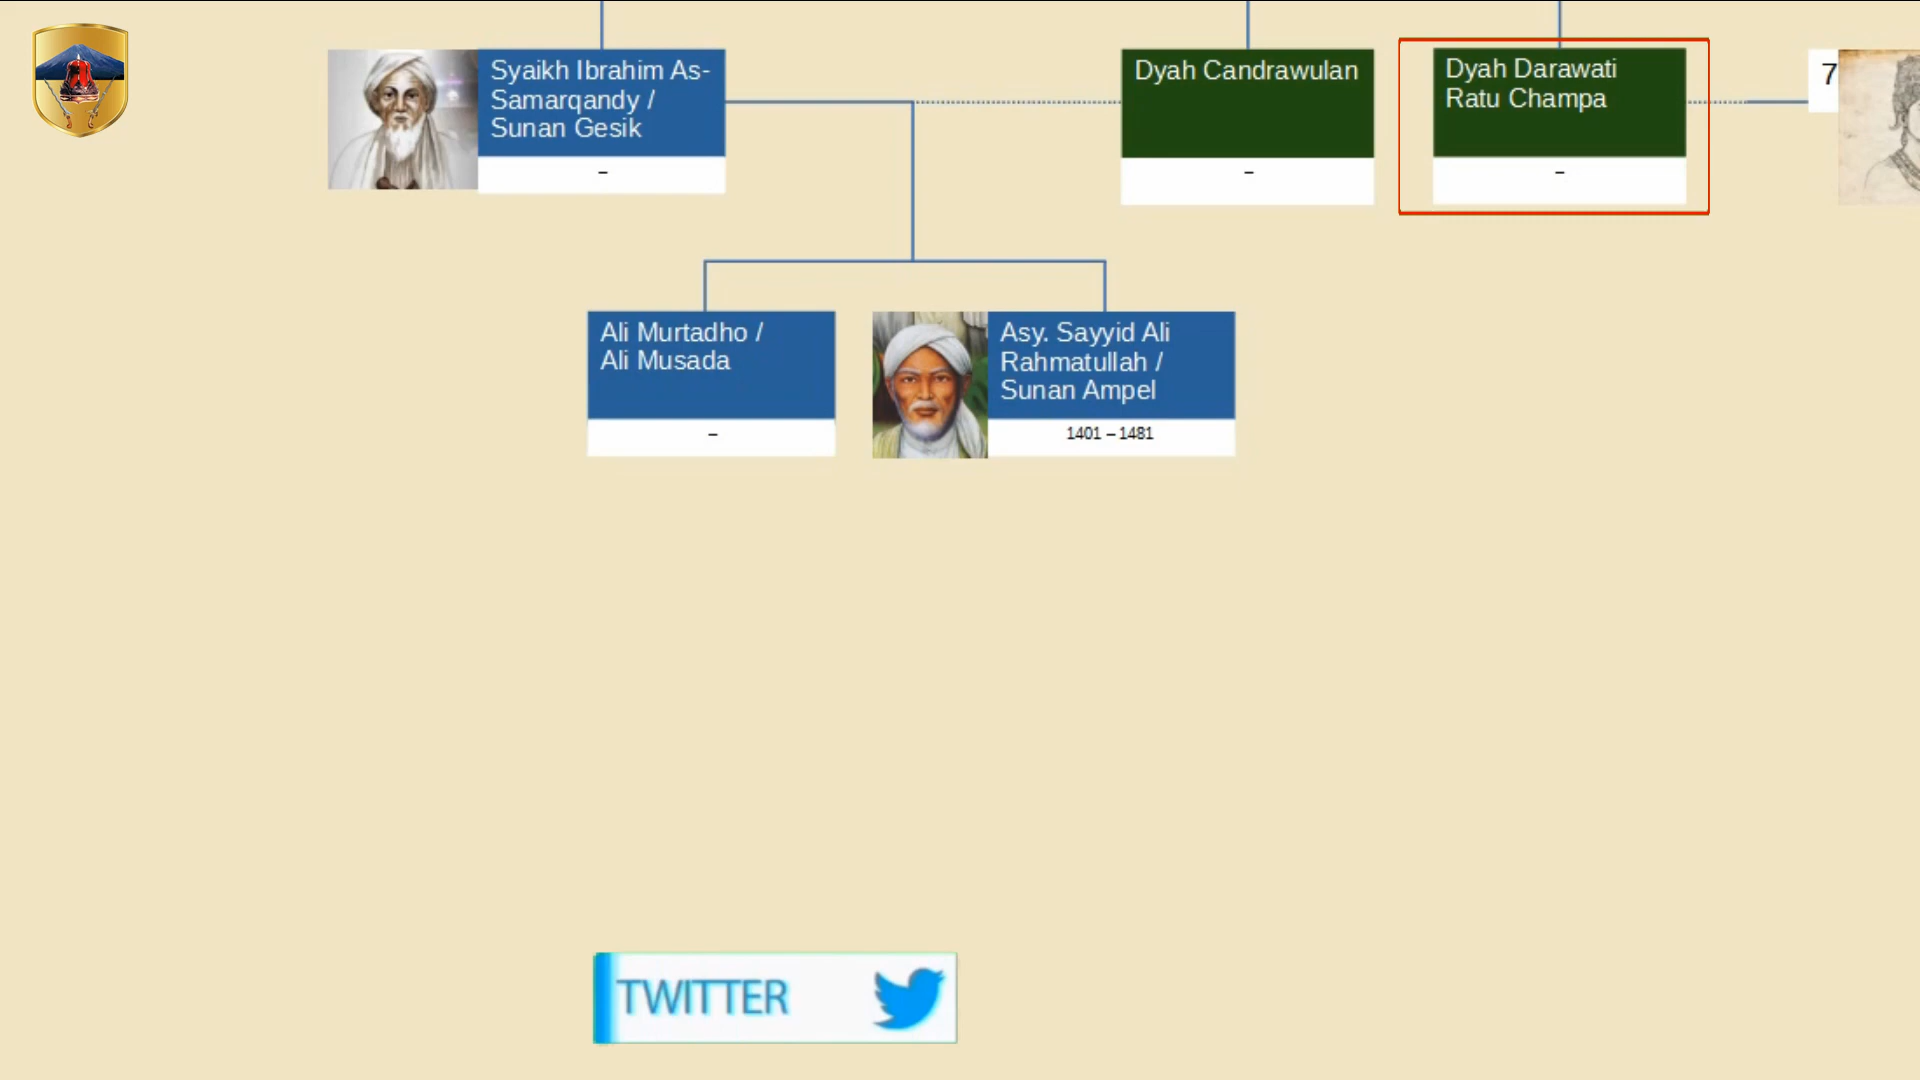 Syaikh Ibrahim As-
Samarqandy /
Sunan Gesik
–
Dyah Candrawulan
–
Dyah Darawati
Ratu Champa
–
7
Ali Murtadho /
Ali Musada
–
Asy. Sayyid Ali
Rahmatullah /
Sunan Ampel
1401 – 1481
TWITTER